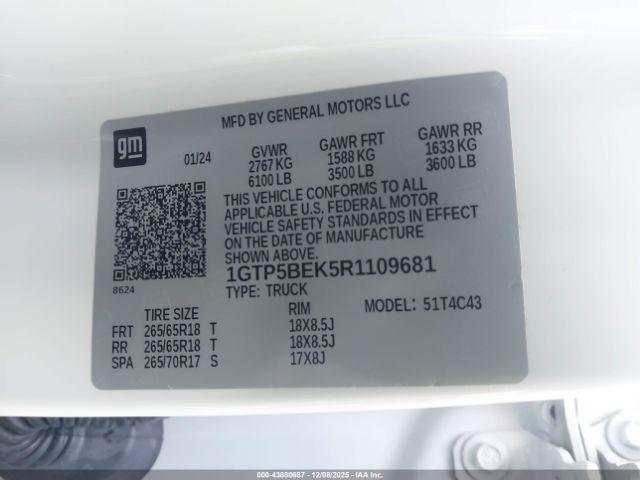 MFD BY GENERAL MOTORS LLC
gm
01/24
GVWR GAWR FRT GAWR RR
2767 KG 1588 KG 1633 KG
6100 LB 3500 LB 3600 LB
THIS VEHICLE CONFORMS TO ALL
APPLICABLE U.S. FEDERAL MOTOR
VEHICLE SAFETY STANDARDS IN EFFECT
ON THE DATE OF MANUFACTURE
SHOWN ABOVE.
8624
1GTP5BEK5R1109681
TYPE: TRUCK
MODEL: 51T4C43
TIRE SIZE RIM
FRT 265/65R18 T 18X8.5J
RR 265/65R18 T 18X8.5J
SPA 265/70R17 S 17X8J
000-43880687 - 12/08/2025 - IAAI.COM